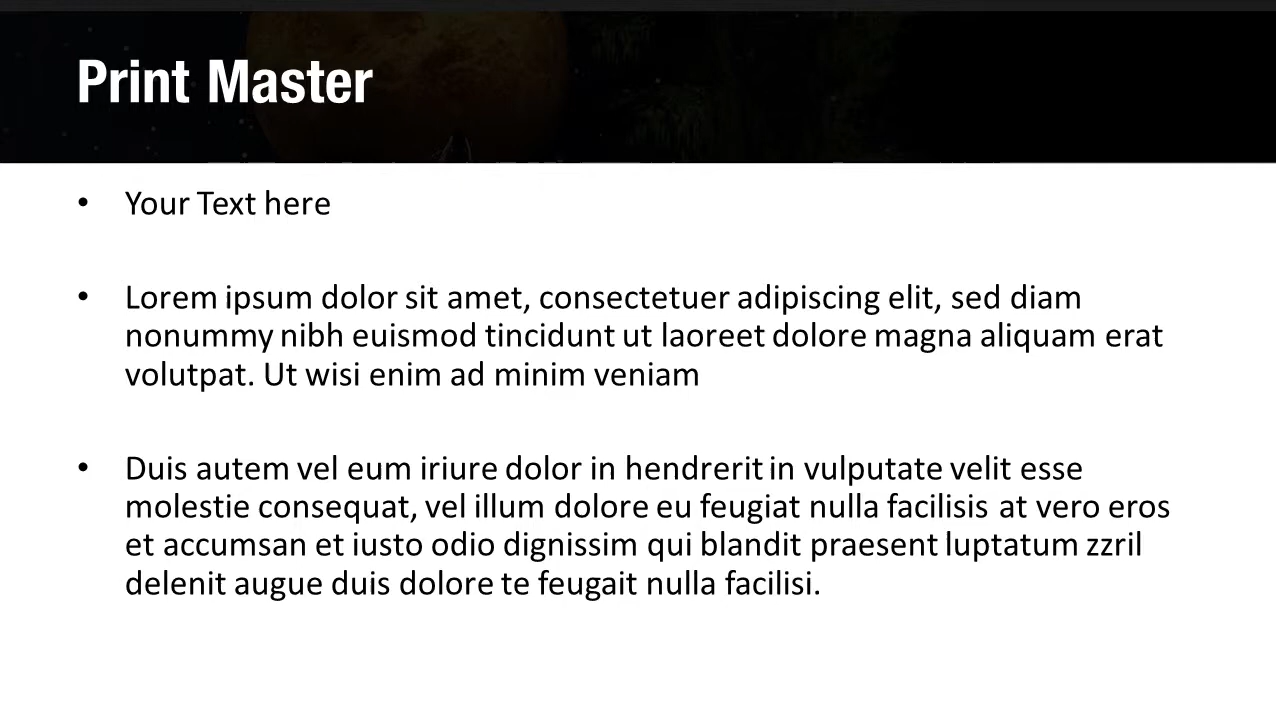 Print Master
• Your Text here
• Lorem ipsum dolor sit amet, consectetuer adipiscing elit, sed diam
nonummy nibh euismod tincidunt ut laoreet dolore magna aliquam erat
volutpat. Ut wisi enim ad minim veniam
• Duis autem vel eum iriure dolor in hendrerit in vulputate velit esse
molestie consequat, vel illum dolore eu feugiat nulla facilisis at vero eros
et accumsan et iusto odio dignissim qui blandit praesent luptatum zzril
delenit augue duis dolore te feugait nulla facilisi.